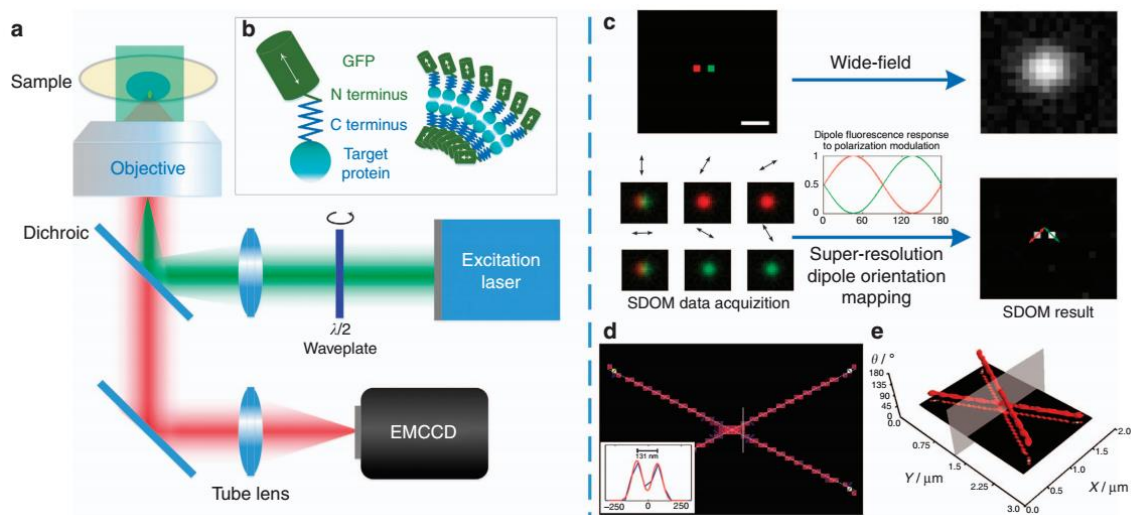 a
Sample
Objective
Dichroic
λ/2
Waveplate
Excitation
laser
EMCCD
Tube lens
b
GFP
N terminus
C terminus
Target
protein
c
Wide-field
Dipole fluorescence response
to polarization modulation
1
0.5
0
0 60 120 180
Super-resolution
dipole orientation
mapping
SDOM data acquizition
SDOM result
d
131 nm
−250 0 250
e
θ / °
180
135
90
45
0
0.0
0.75
1.5
2.25
3.0
Y / μm
0.0
0.5
1.0
1.5
2.0
X / μm